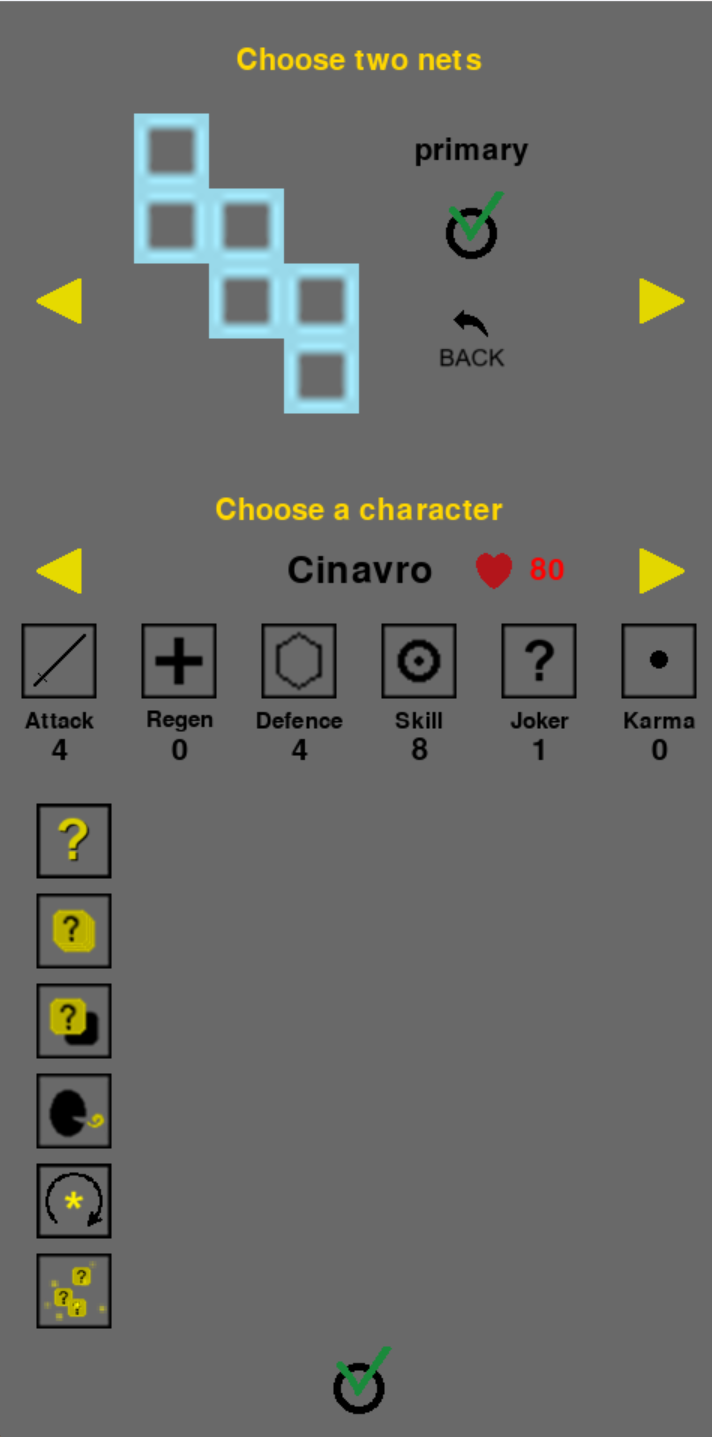 Choose two nets
primary
BACK
Choose a character
Cinavro 80
?
Attack Regen Defence Skill Joker Karma
4 0 4 8 1 0
?
?
?
*
? ? ?